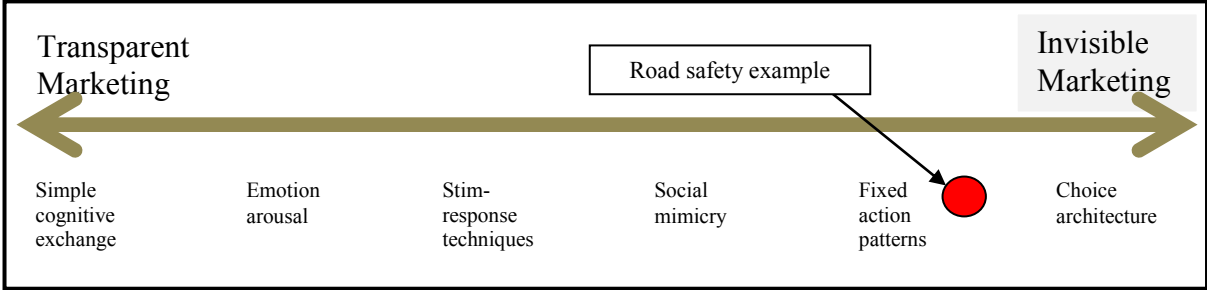 Transparent
Marketing
Road safety example
Invisible
Marketing
Simple
cognitive
exchange
Emotion
arousal
Stim-
response
techniques
Social
mimicry
Fixed
action
patterns
Choice
architecture